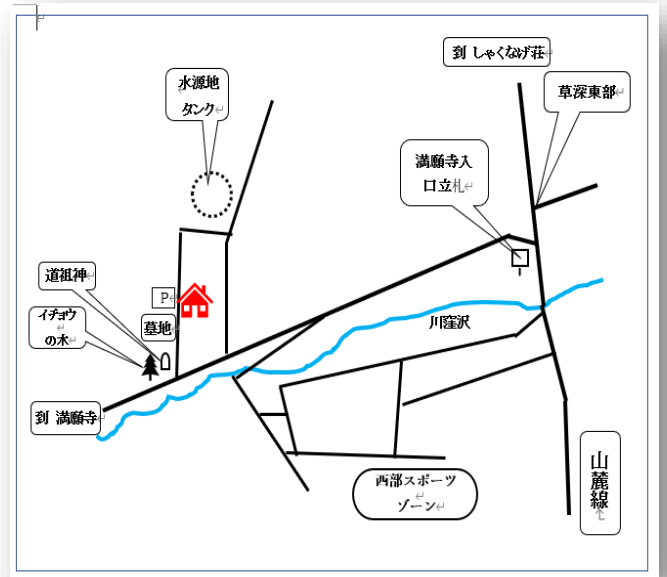 到 しゃくなげ荘
水源地
タンク
草深東部
満願寺入
口立札
道祖神
P
イチョウ
の木
墓地
川窪沢
到 満願寺
山麓線
西部スポーツ
ゾーン